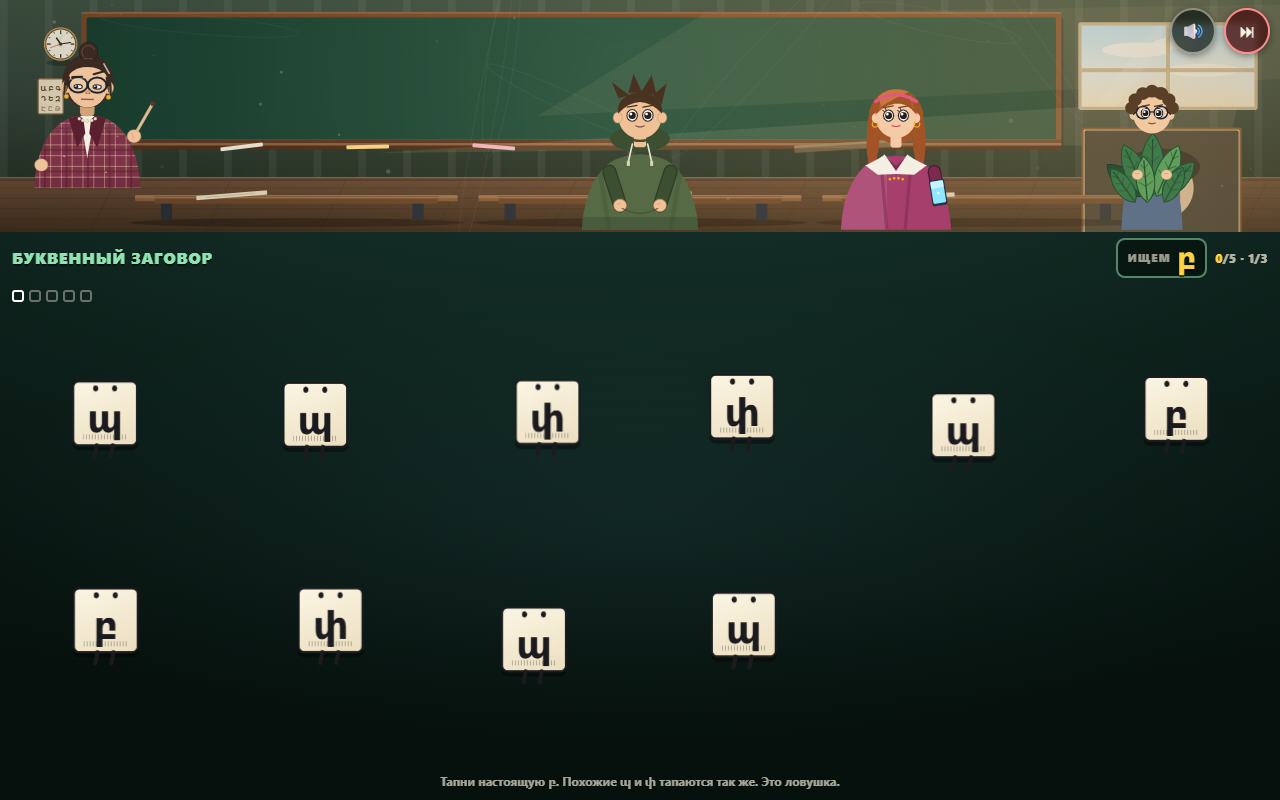 Ա Բ Գ
Դ Ե Զ
Է Ը Թ
БУКВЕННЫЙ ЗАГОВОР
ИЩЕМ բ
0/5 · 1/3
պ պ փ փ պ բ
բ փ պ պ
Тапни настоящую բ. Похожие պ и փ тапаются так же. Это ловушка.